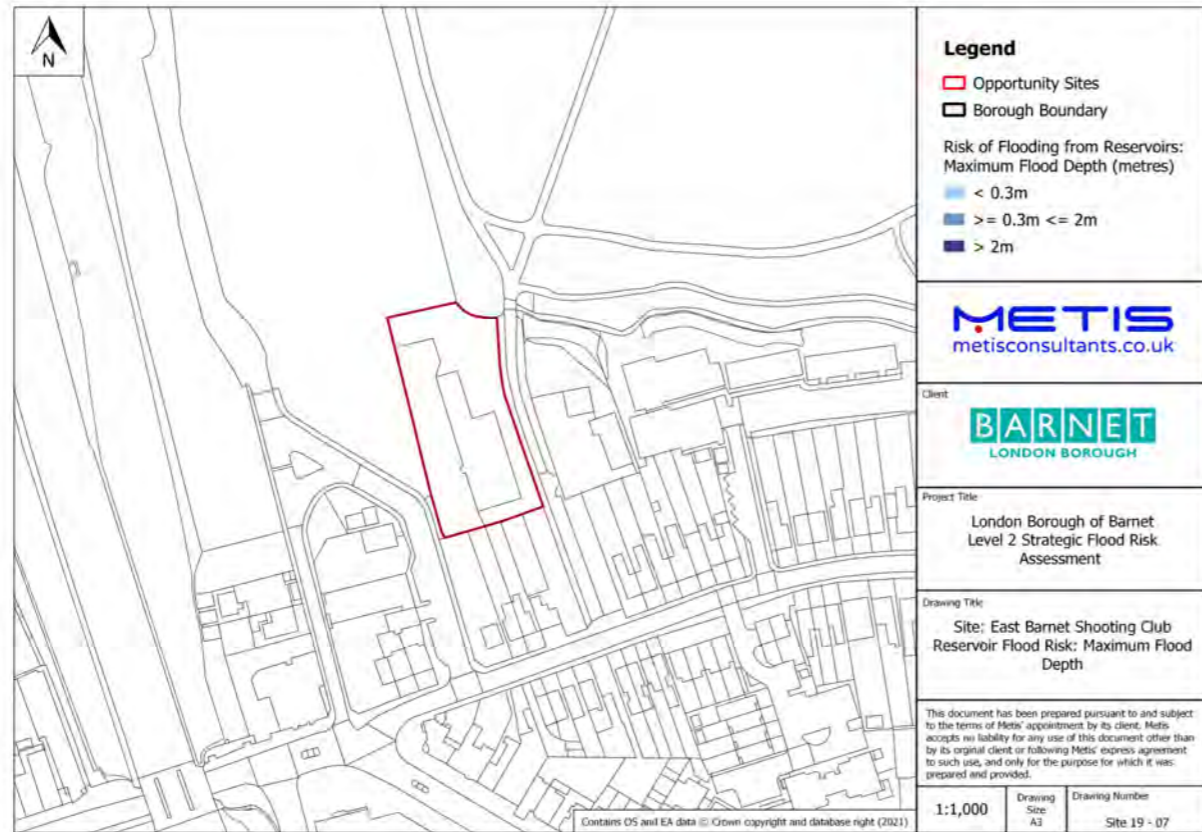 N
Legend
Opportunity Sites
Borough Boundary
Risk of Flooding from Reservoirs:
Maximum Flood Depth (metres)
< 0.3m
>= 0.3m <= 2m
> 2m
METIS
metisconsultants.co.uk
Client
BARNET
LONDON BOROUGH
Project Title
London Borough of Barnet
Level 2 Strategic Flood Risk
Assessment
Drawing Title
Site: East Barnet Shooting Club
Reservoir Flood Risk: Maximum Flood
Depth
This document has been prepared pursuant to and subject
to the terms of Metis' appointment by its client. Metis
accepts no liability for any use of this document other than
by its orginal client or following Metis' express agreement
to such use, and only for the purpose for which it was
prepared and provided.
1:1,000
Drawing
Size
A3
Drawing Number
Site 19 - 07
Contains OS and EA data © Crown copyright and database right (2021)